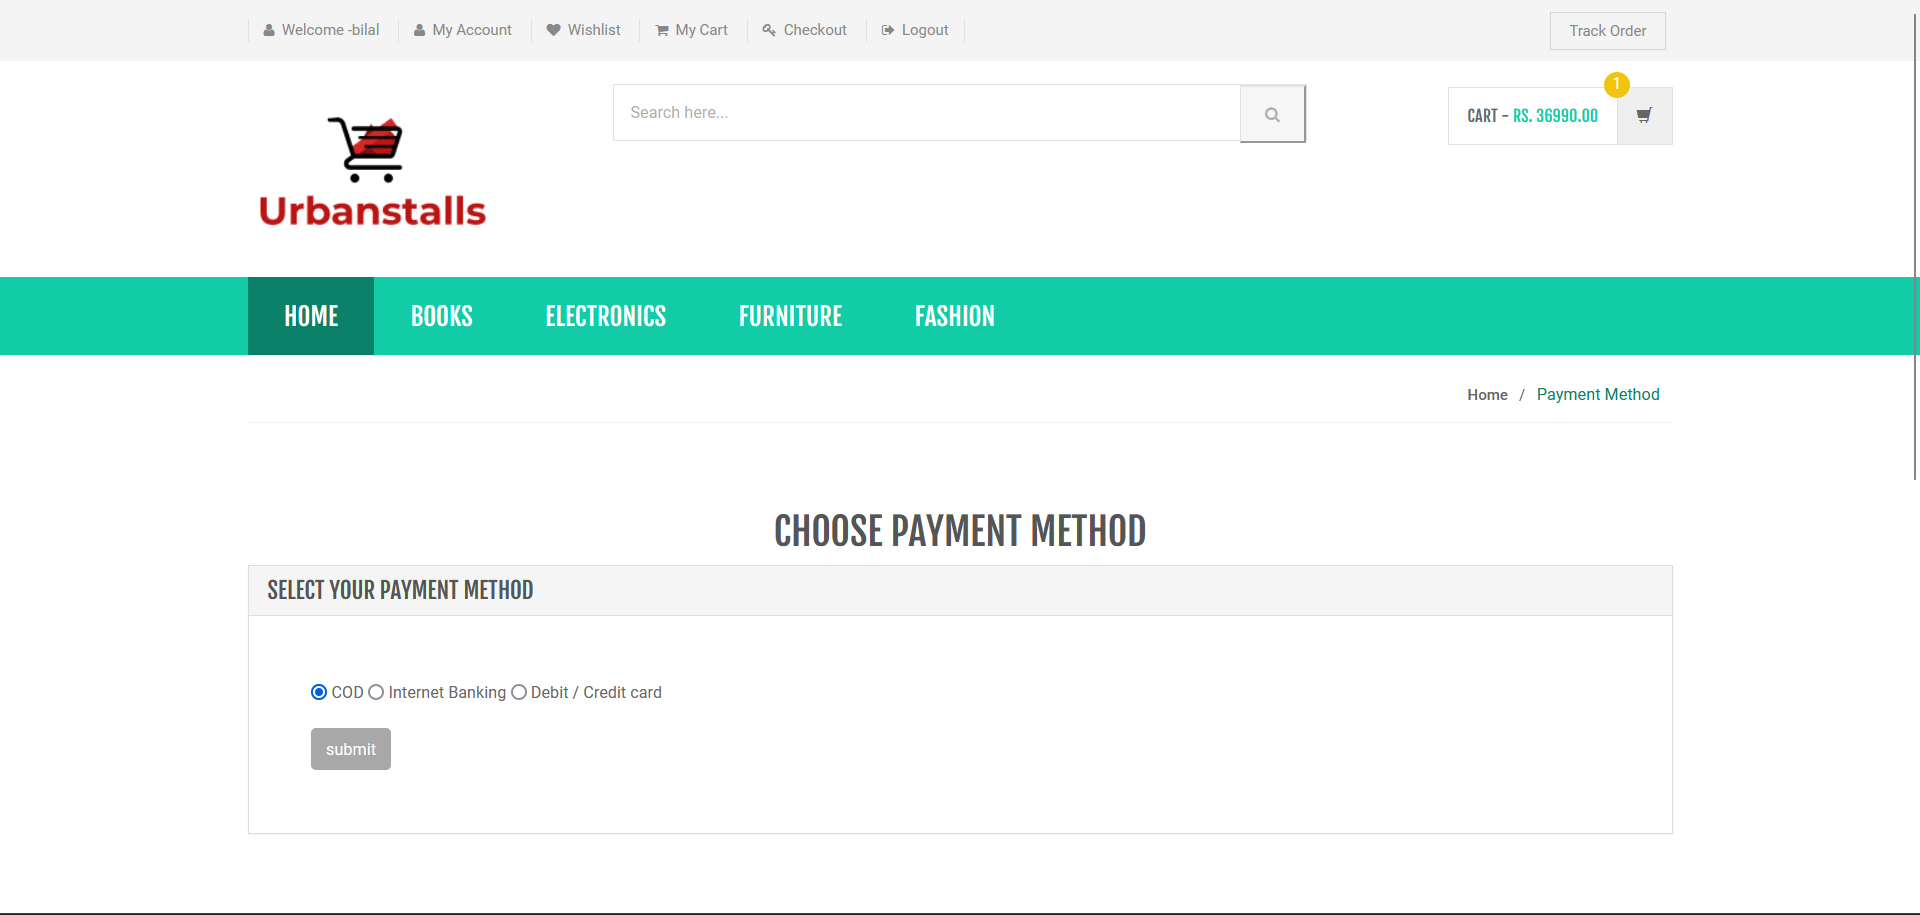 Welcome -bilal My Account Wishlist My Cart Checkout Logout Track Order
Search here...
1
CART - RS. 36990.00
Urbanstalls
HOME BOOKS ELECTRONICS FURNITURE FASHION
Home / Payment Method
CHOOSE PAYMENT METHOD
SELECT YOUR PAYMENT METHOD
COD Internet Banking Debit / Credit card
submit